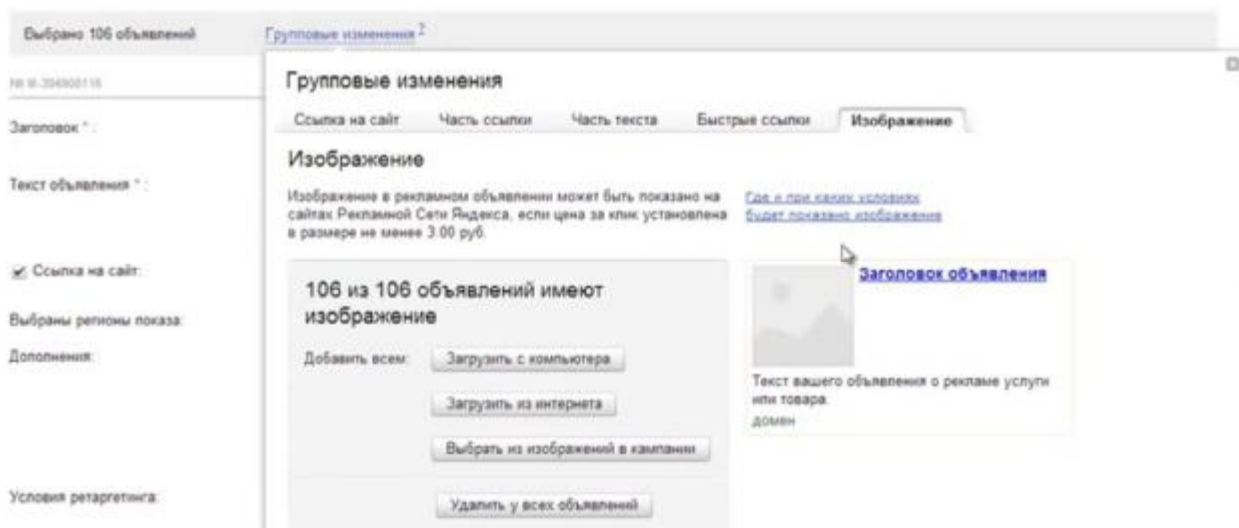 Выбрано 106 объявлений Групповые изменения ?
№ M-304900116
Групповые изменения
Ссылка на сайт Часть ссылки Часть текста Быстрые ссылки Изображение
Заголовок * :
Изображение
Текст объявления * :
Изображение в рекламном объявлении может быть показано на
сайтах Рекламной Сети Яндекса, если цена за клик установлена
в размере не менее 3.00 руб.
Где и при каких условиях
будет показано изображение
Ссылка на сайт:
Заголовок объявления
106 из 106 объявлений имеют
изображение
Выбраны регионы показа:
Дополнения:
Добавить всем: Загрузить с компьютера
Загрузить из интернета
Выбрать из изображений в кампании
Текст вашего объявления о рекламе услуги
или товара.
домен
Условия ретаргетинга:
Удалить у всех объявлений